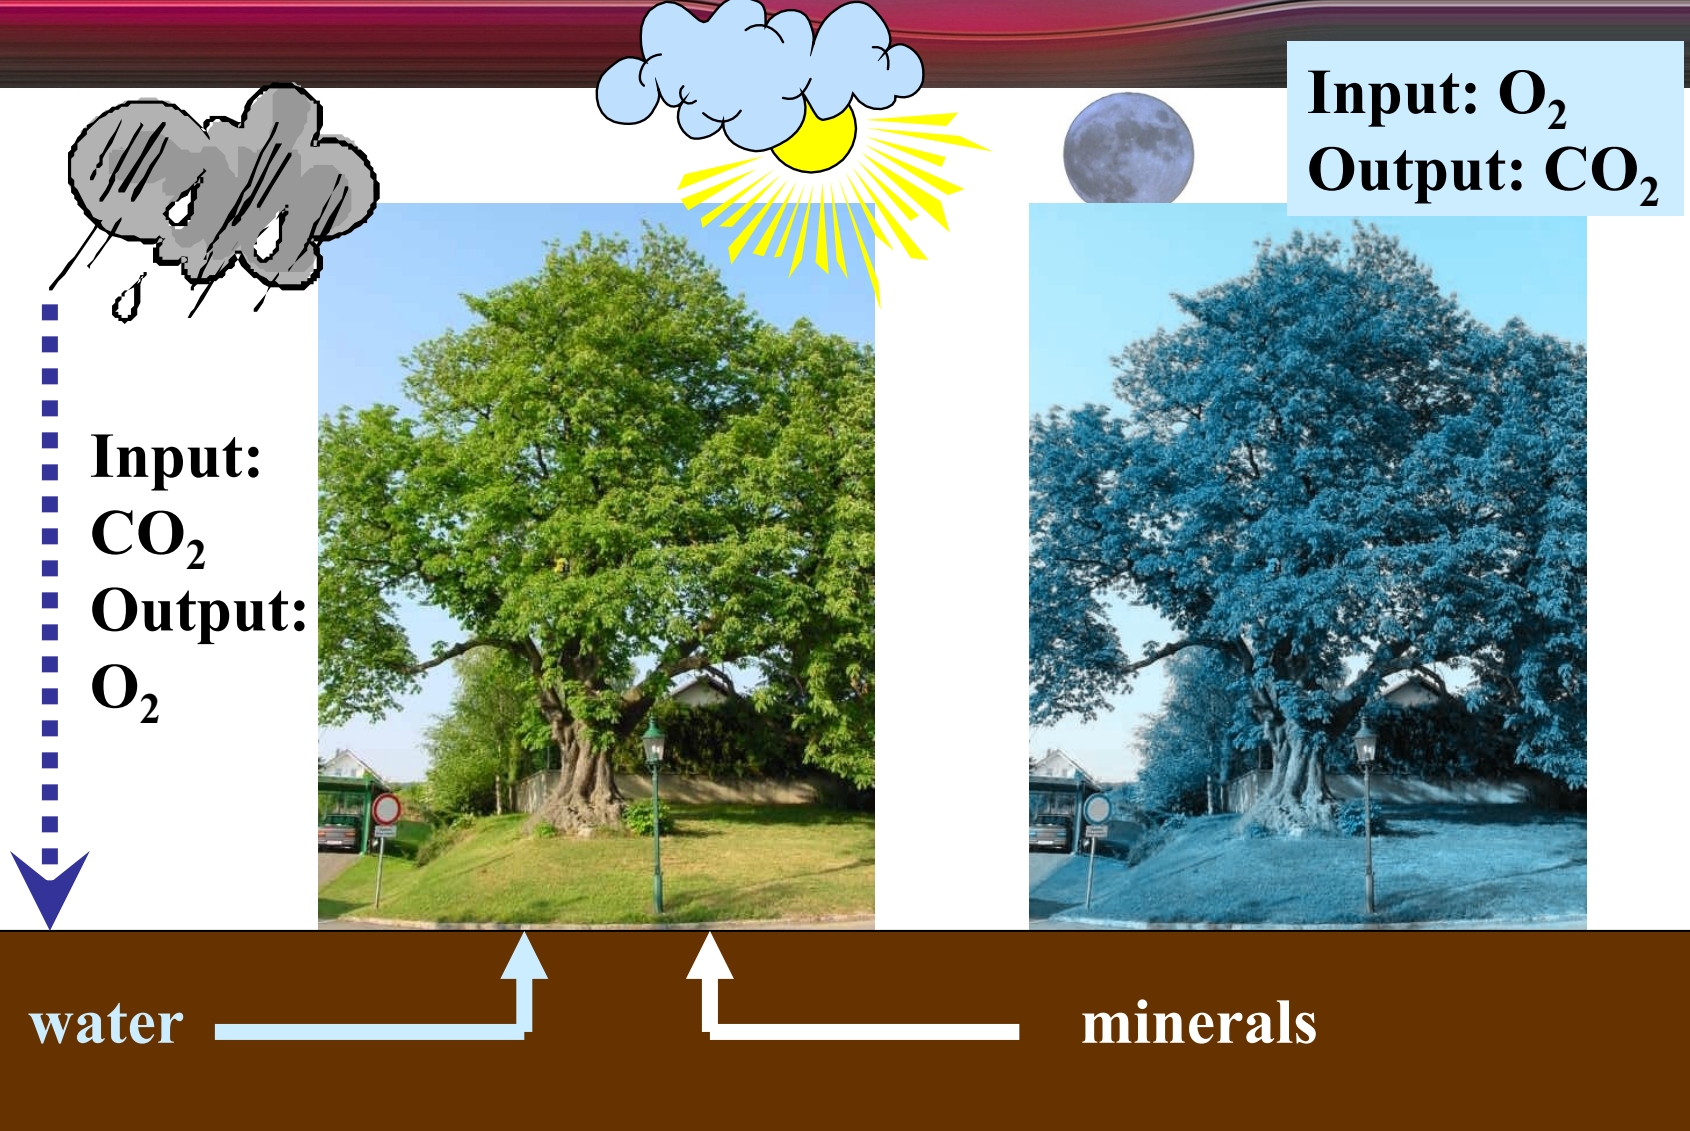 Input: O₂
Output: CO₂
Input:
CO₂
Output:
O₂
water
minerals